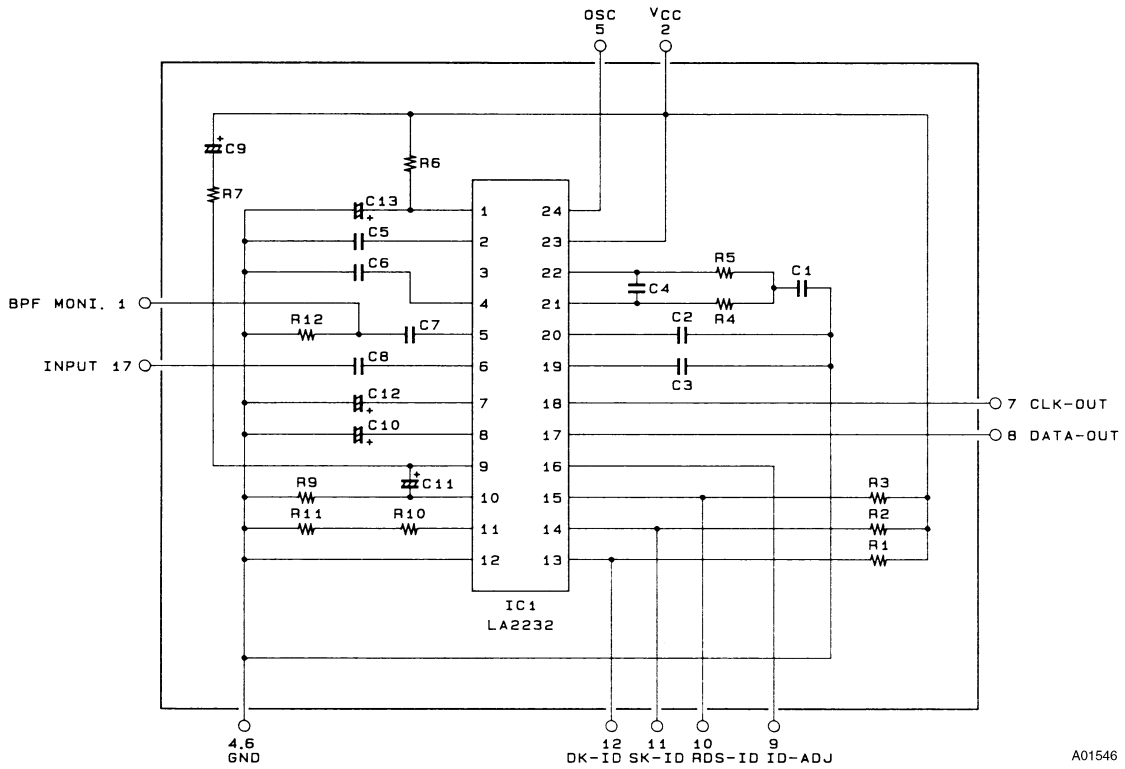 OSC
5
VCC
2
C9
R6
R7
C13
1
24
C5
2
23
C6
3
22
R5
C1
C4
BPF MONI. 1
4
21
R4
R12
C7
5
20
C2
INPUT 17
C8
6
19
C3
C12
7
18
7 CLK-OUT
C10
8
17
8 DATA-OUT
9
16
C11
R9
10
15
R3
R11
R10
11
14
R2
12
13
R1
IC1
LA2232
4.6
GND
12
DK-ID
11
SK-ID
10
RDS-ID
9
ID-ADJ
A01546